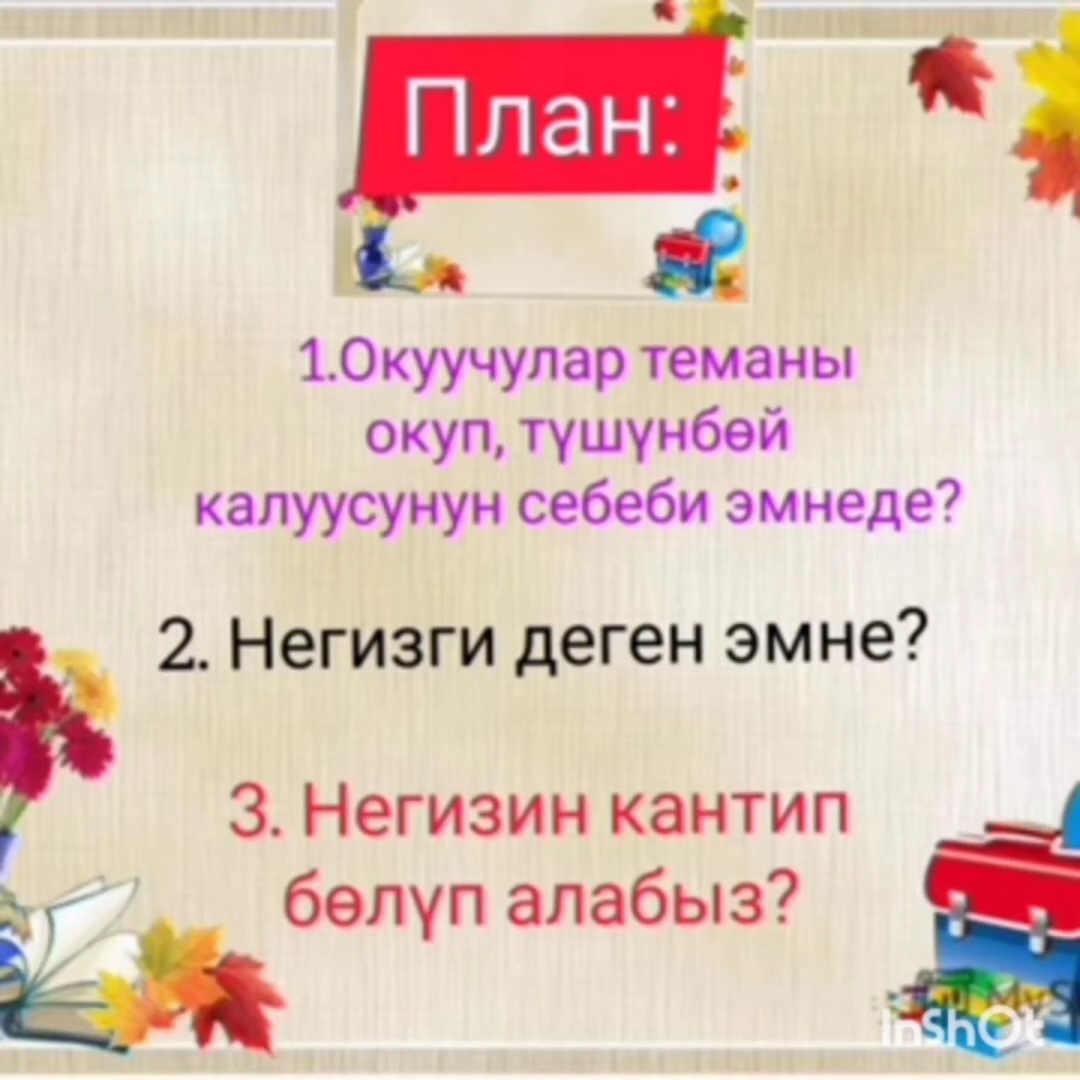 План:
1.Окуучулар теманы
окуп, түшүнбөй
калуусунун себеби эмнеде?
2. Негизги деген эмне?
3. Негизин кантип
бөлүп алабыз?
InShOt